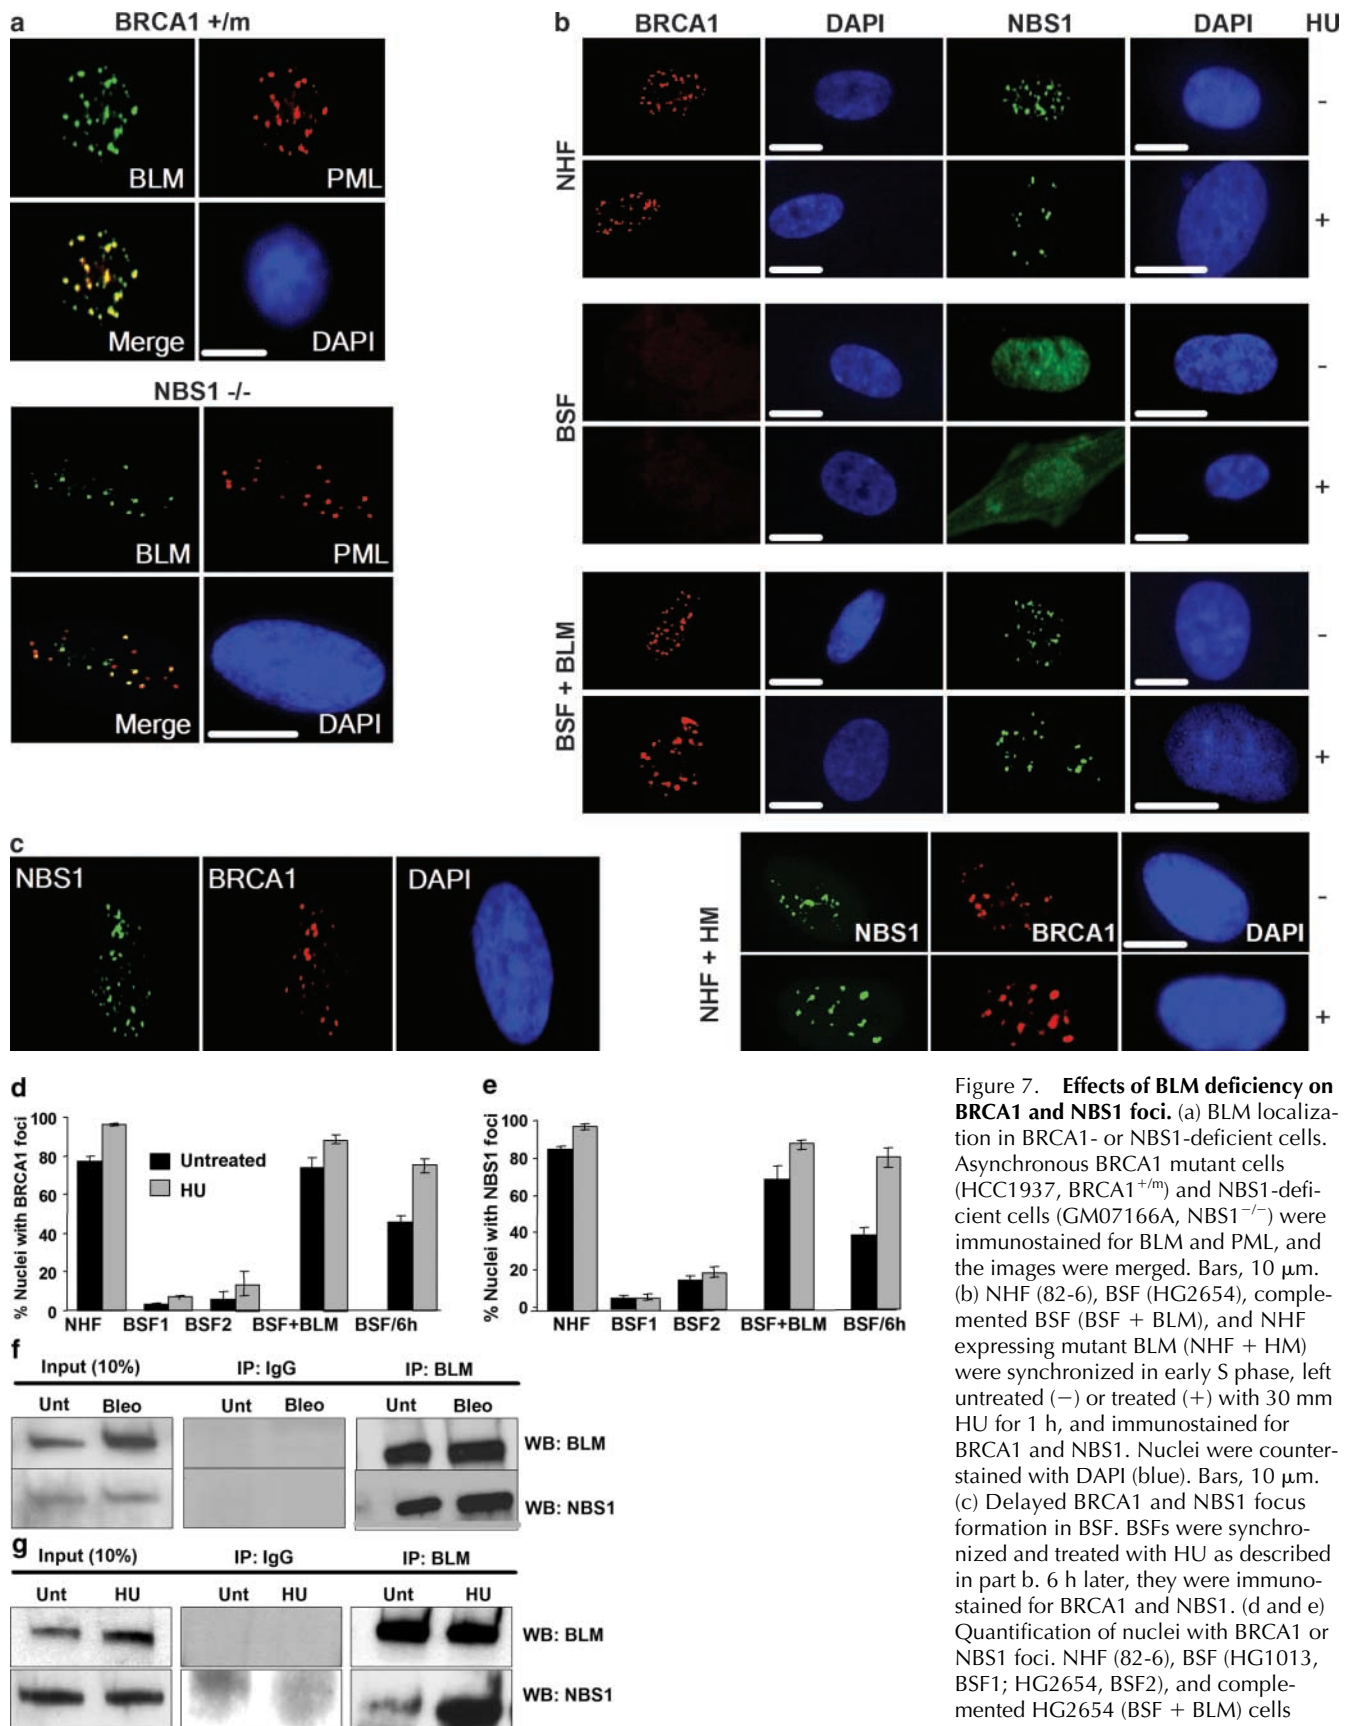 a
BRCA1 +/m
BLM
PML
Merge
DAPI
NBS1 -/-
BLM
PML
Merge
DAPI
b
BRCA1 DAPI NBS1 DAPI HU
NHF
-
+
BSF
-
+
BSF + BLM
-
+
NHF + HM
NBS1 BRCA1 DAPI
-
+
c
NBS1 BRCA1 DAPI
d
% Nuclei with BRCA1 foci
100
80
60
40
20
0
Untreated
HU
NHF BSF1 BSF2 BSF+BLM BSF/6h
e
% Nuclei with NBS1 foci
100
80
60
40
20
0
NHF BSF1 BSF2 BSF+BLM BSF/6h
f
Input (10%) IP: IgG IP: BLM
Unt Bleo Unt Bleo Unt Bleo
WB: BLM
WB: NBS1
g
Input (10%) IP: IgG IP: BLM
Unt HU Unt HU Unt HU
WB: BLM
WB: NBS1
Figure 7. Effects of BLM deficiency on
BRCA1 and NBS1 foci. (a) BLM localiza-
tion in BRCA1- or NBS1-deficient cells.
Asynchronous BRCA1 mutant cells
(HCC1937, BRCA1+/m) and NBS1-defi-
cient cells (GM07166A, NBS1−/−) were
immunostained for BLM and PML, and
the images were merged. Bars, 10 μm.
(b) NHF (82-6), BSF (HG2654), comple-
mented BSF (BSF + BLM), and NHF
expressing mutant BLM (NHF + HM)
were synchronized in early S phase, left
untreated (−) or treated (+) with 30 mm
HU for 1 h, and immunostained for
BRCA1 and NBS1. Nuclei were counter-
stained with DAPI (blue). Bars, 10 μm.
(c) Delayed BRCA1 and NBS1 focus
formation in BSF. BSFs were synchro-
nized and treated with HU as described
in part b. 6 h later, they were immuno-
stained for BRCA1 and NBS1. (d and e)
Quantification of nuclei with BRCA1 or
NBS1 foci. NHF (82-6), BSF (HG1013,
BSF1; HG2654, BSF2), and comple-
mented HG2654 (BSF + BLM) cells